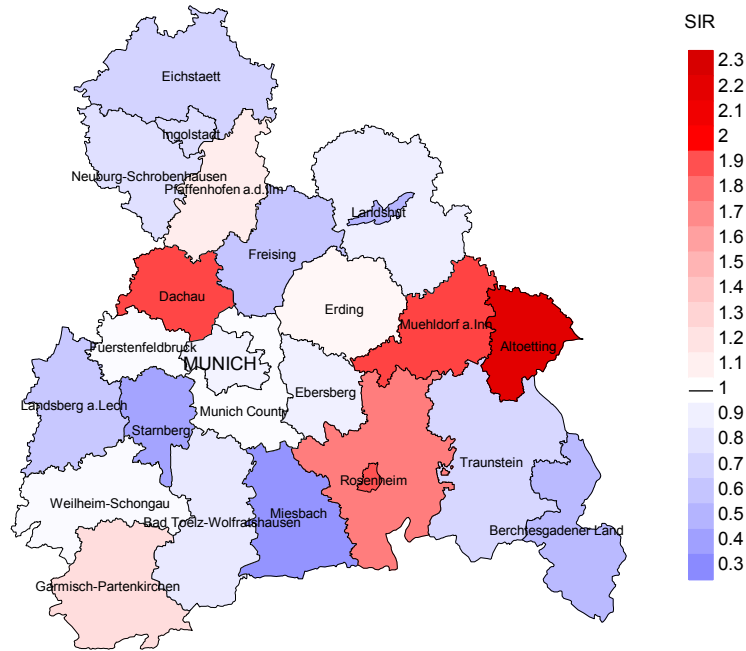 SIR
Eichstaett
Ingolstadt
Neuburg-Schrobenhausen
Pfaffenhofen a.d.Ilm
Landshut
Freising
Dachau
Erding
Muehldorf a.Inn
Altoetting
Fuerstenfeldbruck
MUNICH
Ebersberg
Landsberg a.Lech
Munich County
Starnberg
Traunstein
Rosenheim
Weilheim-Schongau
Miesbach
Bad Toelz-Wolfratshausen
Berchtesgadener Land
Garmisch-Partenkirchen
2.3
2.2
2.1
2
1.9
1.8
1.7
1.6
1.5
1.4
1.3
1.2
1.1
1
0.9
0.8
0.7
0.6
0.5
0.4
0.3